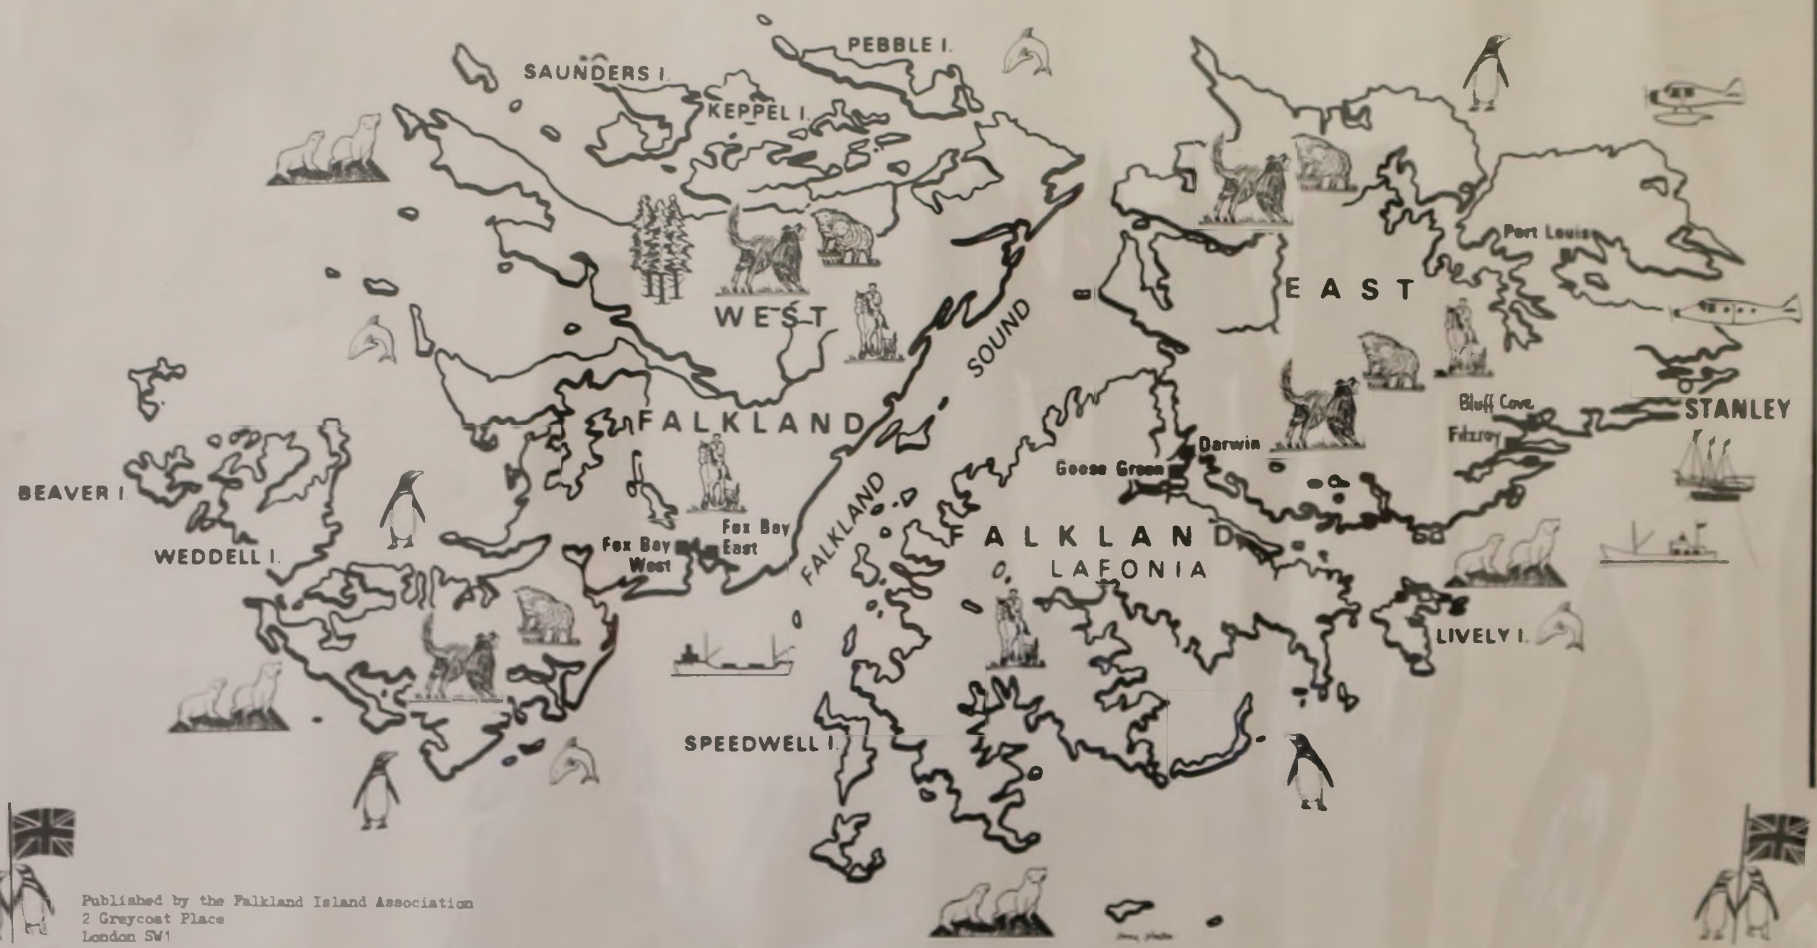 PEBBLE I.
SAUNDERS I.
KEPPEL I.
Port Louis
EAST
WEST
SOUND
STANLEY
Bluff Cove
FALKLAND
Fitzroy
Darwin
Goose Green
BEAVER I.
FALKLAND
Fox Bay
East
Fox Bay
West
FALKLAND
LAFONIA
WEDDELL I.
LIVELY I.
SPEEDWELL I.
Published by the Falkland Island Association
2 Greycoat Place
London SW1